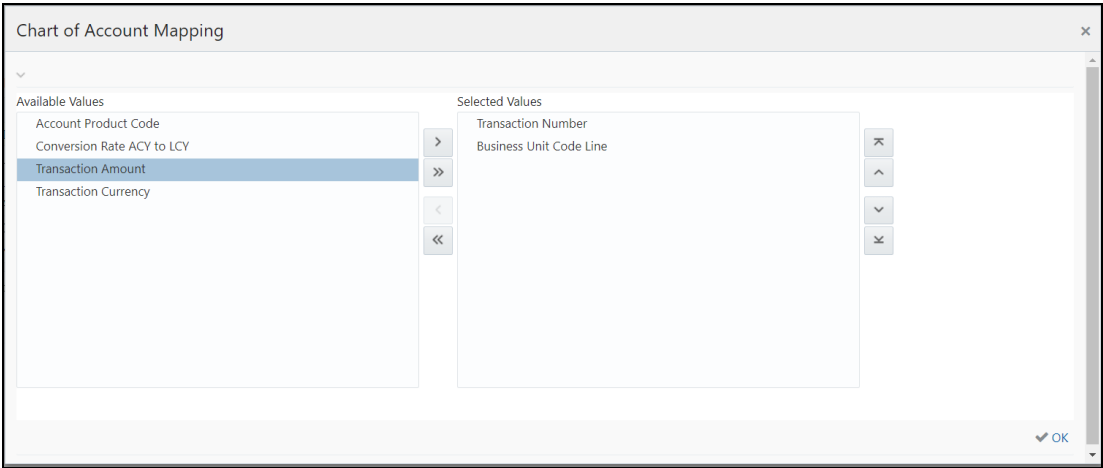 Chart of Account Mapping
Available Values
Selected Values
Account Product Code
Conversion Rate ACY to LCY
Transaction Amount
Transaction Currency
Transaction Number
Business Unit Code Line
OK